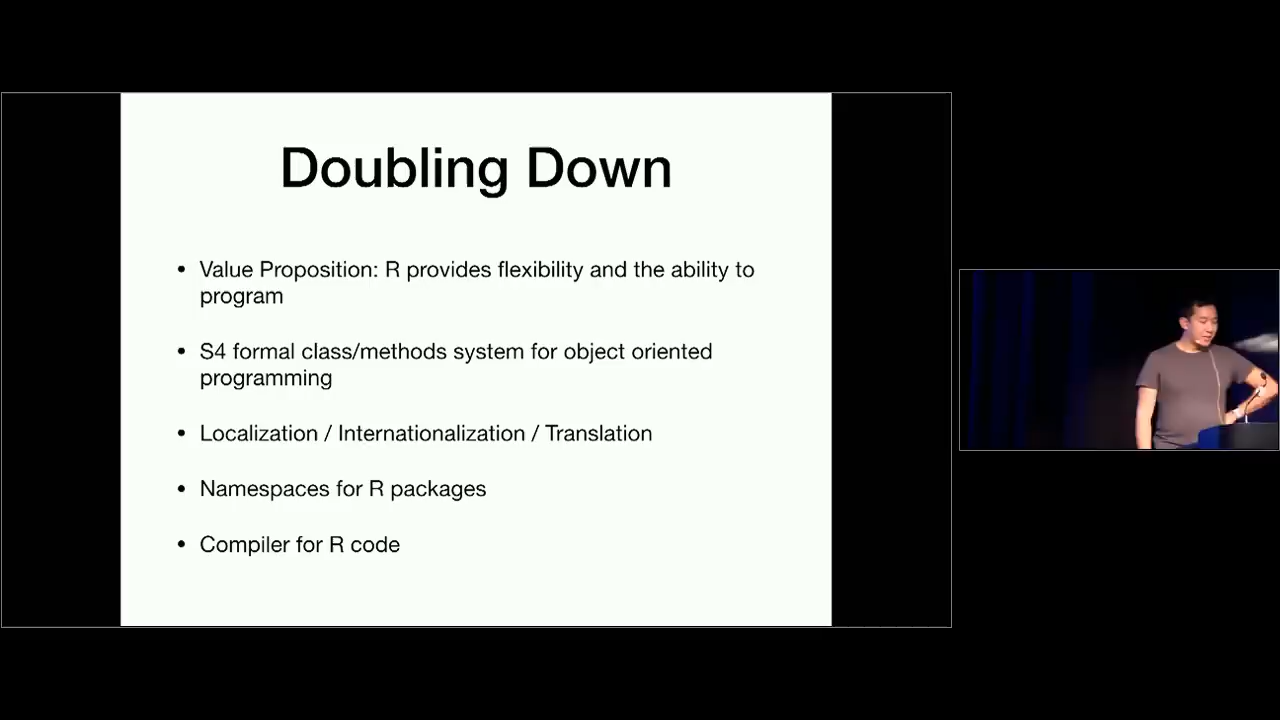 Doubling Down
• Value Proposition: R provides flexibility and the ability to
program
• S4 formal class/methods system for object oriented
programming
• Localization / Internationalization / Translation
• Namespaces for R packages
• Compiler for R code